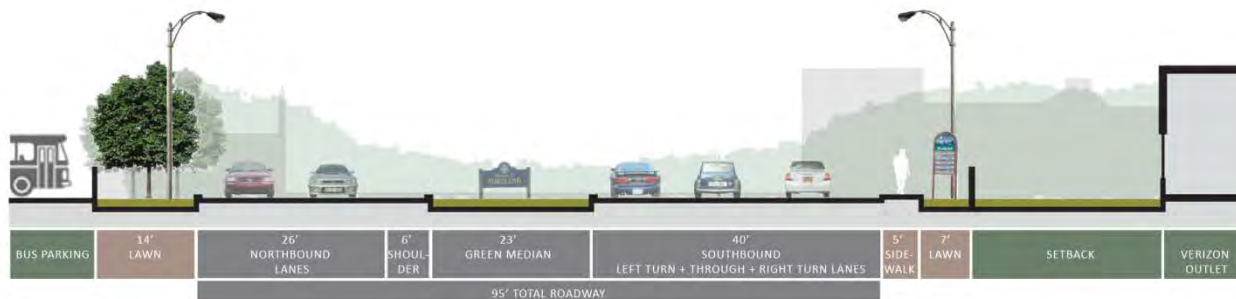 BUS PARKING
14'
LAWN
26'
NORTHBOUND
LANES
6'
SHOUL-
DER
23'
GREEN MEDIAN
40'
SOUTHBOUND
LEFT TURN + THROUGH + RIGHT TURN LANES
5'
SIDE-
WALK
7'
LAWN
SETBACK
VERIZON
OUTLET
95' TOTAL ROADWAY